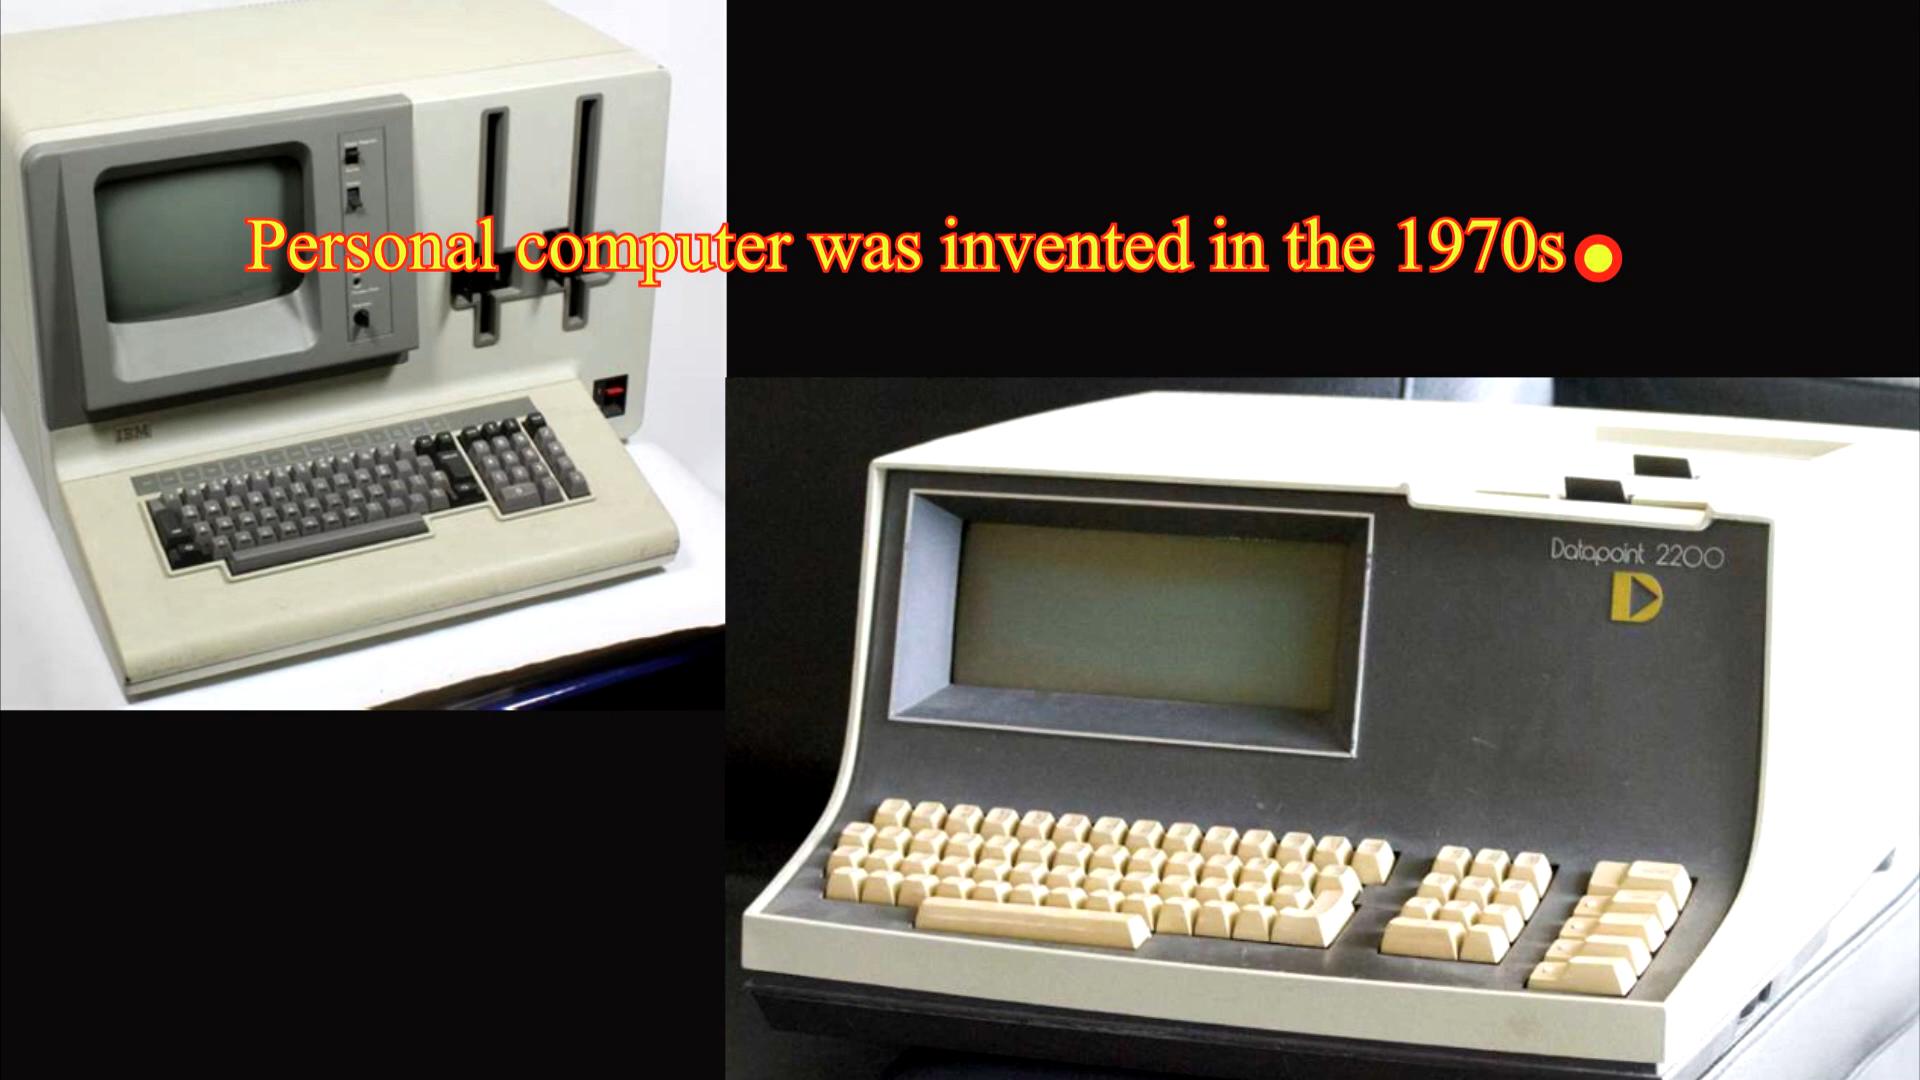 Personal computer was invented in the 1970s.
IBM
Datapoint 2200